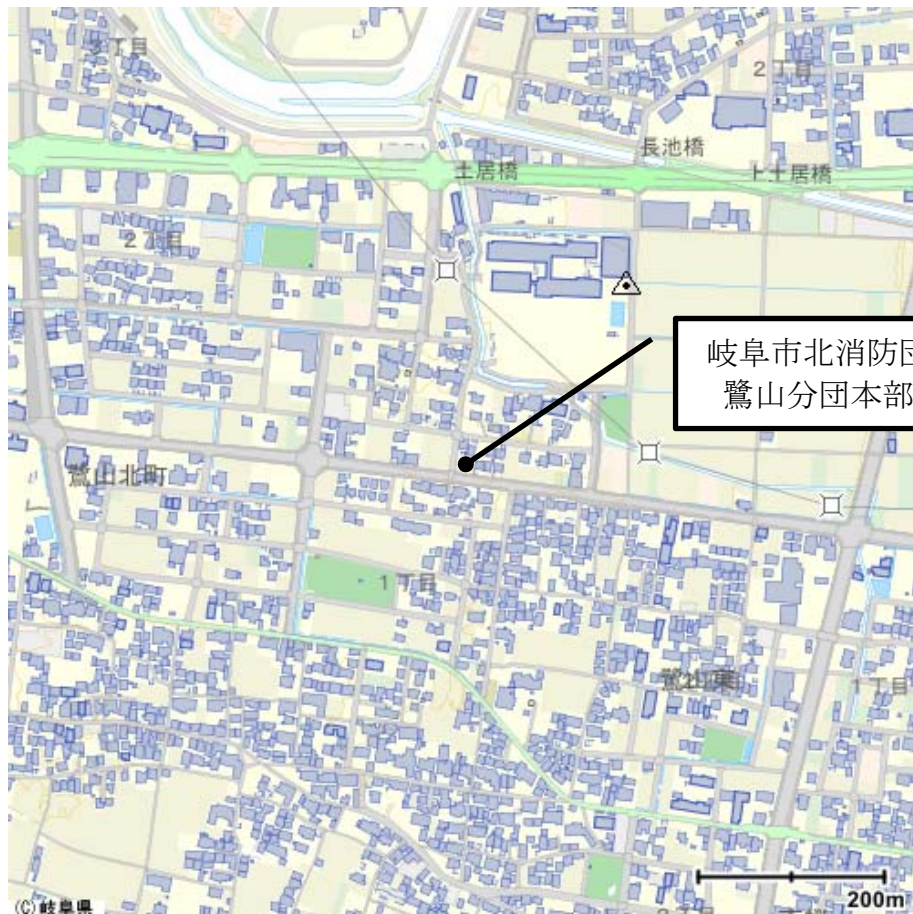 3丁目
2丁目
長池橋
土居橋
上土居橋
2丁目
岐阜市北消防団
鷺山分団本部
鷺山北町
1丁目
鷺山東
1丁目
200m
(C)岐阜県